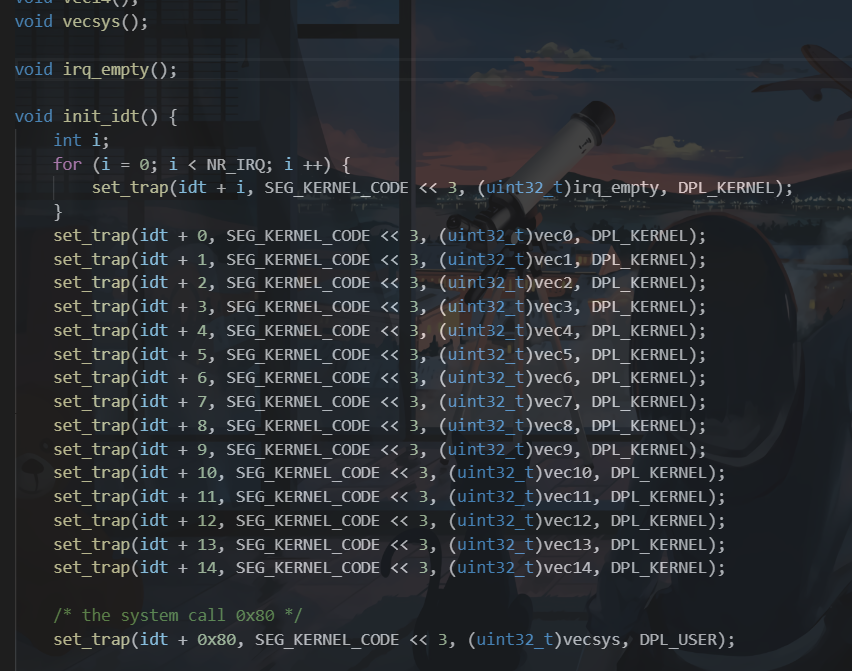 void vec14();
void vecsys();
void irq_empty();
void init_idt() {
int i;
for (i = 0; i < NR_IRQ; i ++) {
set_trap(idt + i, SEG_KERNEL_CODE << 3, (uint32_t)irq_empty, DPL_KERNEL);
}
set_trap(idt + 0, SEG_KERNEL_CODE << 3, (uint32_t)vec0, DPL_KERNEL);
set_trap(idt + 1, SEG_KERNEL_CODE << 3, (uint32_t)vec1, DPL_KERNEL);
set_trap(idt + 2, SEG_KERNEL_CODE << 3, (uint32_t)vec2, DPL_KERNEL);
set_trap(idt + 3, SEG_KERNEL_CODE << 3, (uint32_t)vec3, DPL_KERNEL);
set_trap(idt + 4, SEG_KERNEL_CODE << 3, (uint32_t)vec4, DPL_KERNEL);
set_trap(idt + 5, SEG_KERNEL_CODE << 3, (uint32_t)vec5, DPL_KERNEL);
set_trap(idt + 6, SEG_KERNEL_CODE << 3, (uint32_t)vec6, DPL_KERNEL);
set_trap(idt + 7, SEG_KERNEL_CODE << 3, (uint32_t)vec7, DPL_KERNEL);
set_trap(idt + 8, SEG_KERNEL_CODE << 3, (uint32_t)vec8, DPL_KERNEL);
set_trap(idt + 9, SEG_KERNEL_CODE << 3, (uint32_t)vec9, DPL_KERNEL);
set_trap(idt + 10, SEG_KERNEL_CODE << 3, (uint32_t)vec10, DPL_KERNEL);
set_trap(idt + 11, SEG_KERNEL_CODE << 3, (uint32_t)vec11, DPL_KERNEL);
set_trap(idt + 12, SEG_KERNEL_CODE << 3, (uint32_t)vec12, DPL_KERNEL);
set_trap(idt + 13, SEG_KERNEL_CODE << 3, (uint32_t)vec13, DPL_KERNEL);
set_trap(idt + 14, SEG_KERNEL_CODE << 3, (uint32_t)vec14, DPL_KERNEL);
/* the system call 0x80 */
set_trap(idt + 0x80, SEG_KERNEL_CODE << 3, (uint32_t)vecsys, DPL_USER);